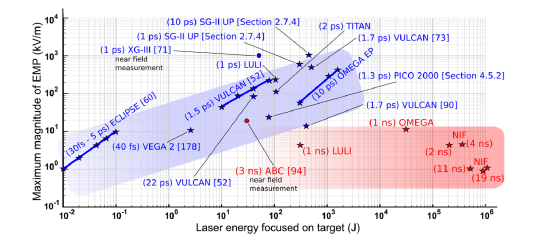 (10 ps) SG-II UP [Section 2.7.4]
(2 ps) TITAN
(1 ps) SG-II UP [Section 2.7.4]
(1.7 ps) VULCAN [73]
(1 ps) XG-III [71]
near field
measurement
(1 ps) LULI
(10 ps) OMEGA EP
(1.3 ps) PICO 2000 [Section 4.5.2]
(1.5 ps) VULCAN [52]
(30fs - 5 ps) ECLIPSE [60]
(1.7 ps) VULCAN [90]
(1 ns) OMEGA
(40 fs) VEGA 2 [178]
(1 ns) LULI
NIF
(4 ns)
(2 ns)
(3 ns) ABC [94]
near field
measurement
NIF
(11 ns)
(19 ns)
(22 ps) VULCAN [52]
Maximum magnitude of EMP (kV/m)
10⁴
10³
10²
10¹
10⁰
10⁻¹
10⁻²
10⁻²
10⁻¹
10⁰
10¹
10²
10³
10⁴
10⁵
10⁶
Laser energy focused on target (J)